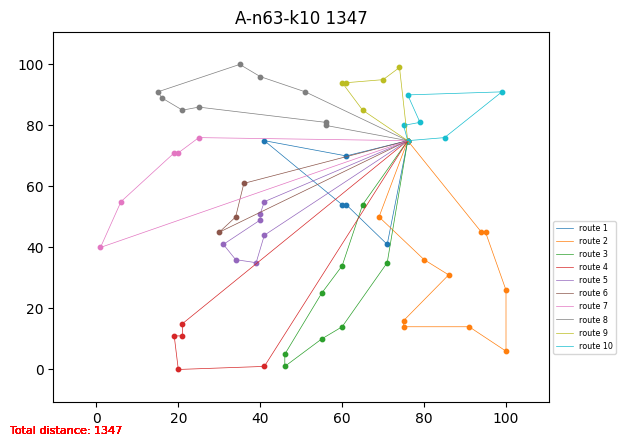 A-n63-k10 1347
100
80
60
40
20
0
0 20 40 60 80 100
route 1
route 2
route 3
route 4
route 5
route 6
route 7
route 8
route 9
route 10
Total distance: 1347